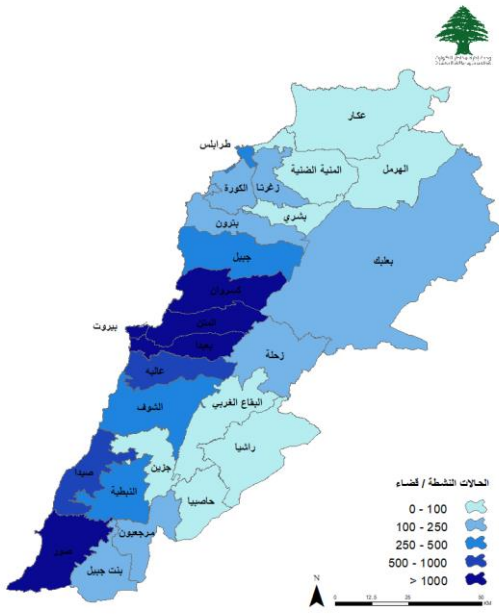 عكار
طرابلس
المنية الضنية
الهرمل
زغرتا
الكورة
بشري
بترون
بعلبك
جبيل
كسروان
المتن
بيروت
بعبدا
زحلة
عاليه
البقاع الغربي
الشوف
راشيا
صيدا
جزين
النبطية
حاصبيا
مرجعيون
صور
بنت جبيل
الحالات النشطة / قضاء
0 - 100
100 - 250
250 - 500
500 - 1000
> 1000
N
0
12.5
25
50